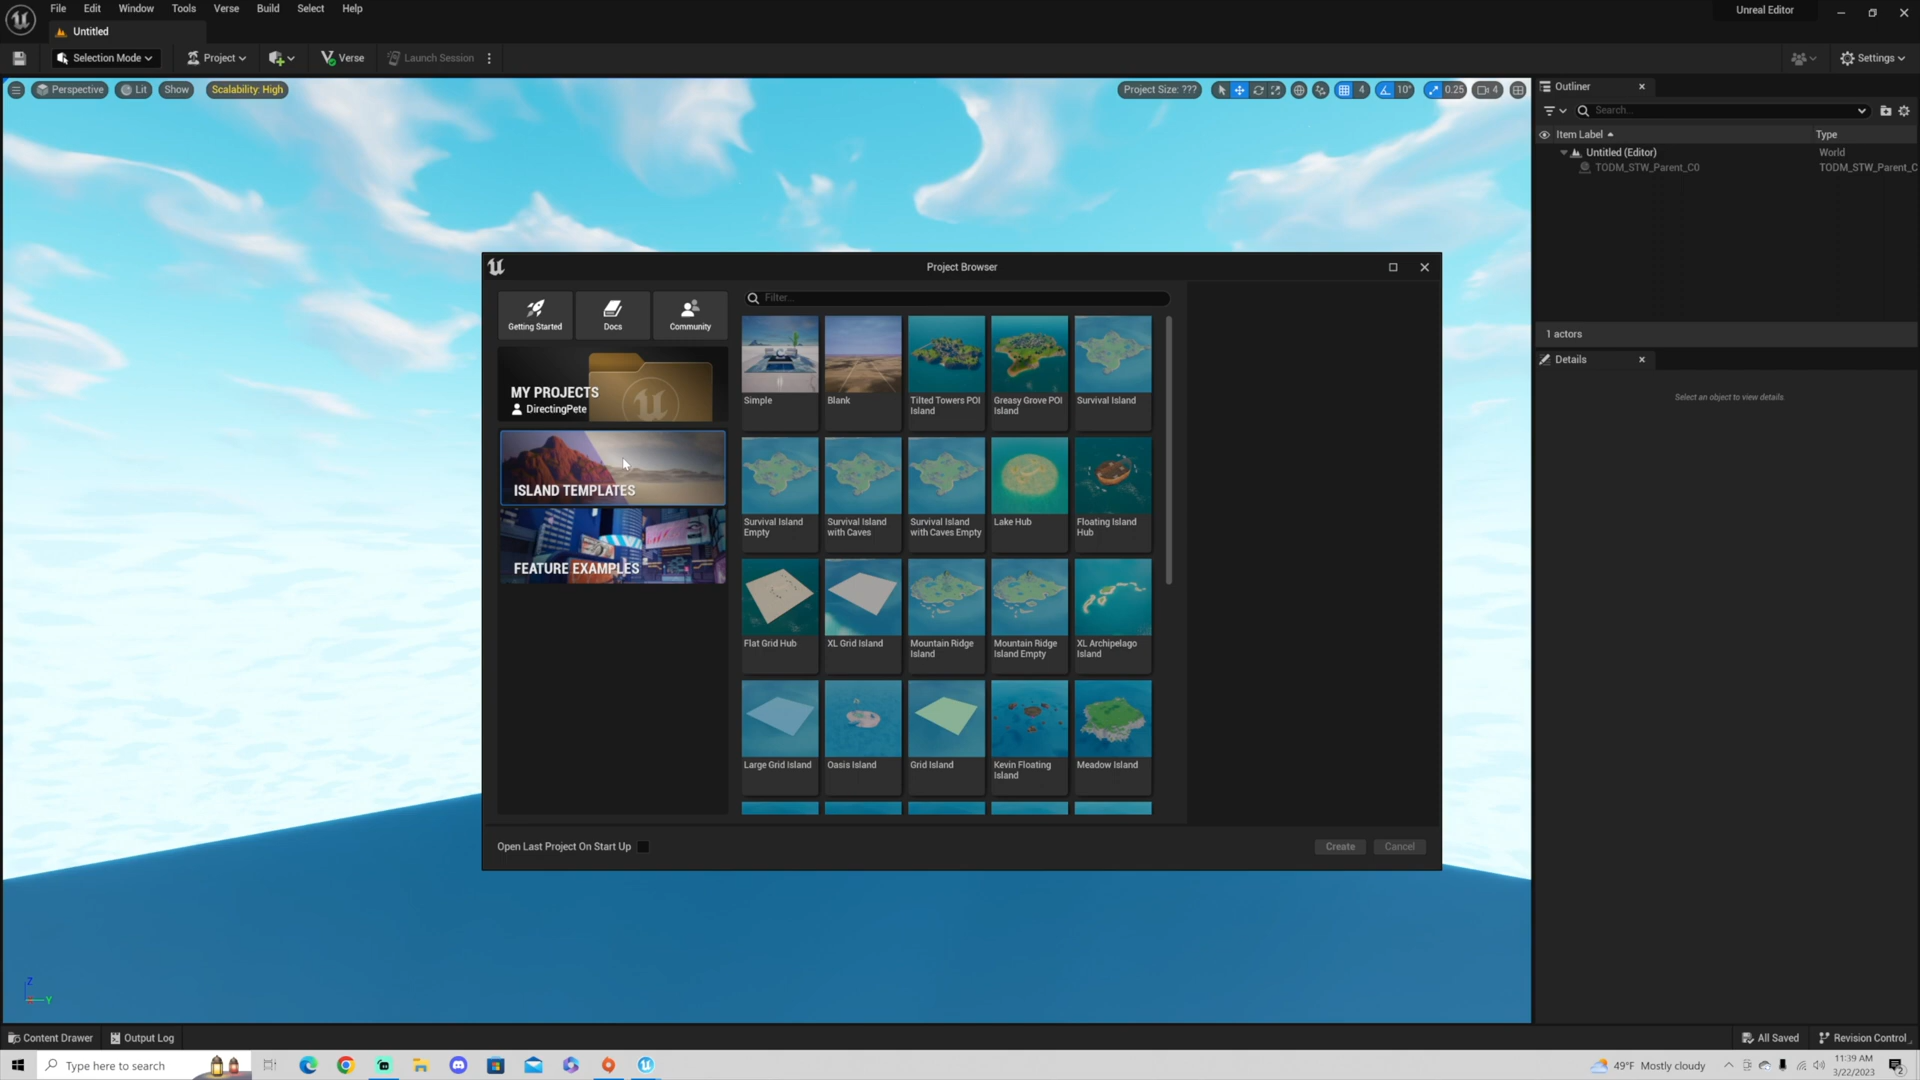 File Edit Window Tools Verse Build Select Help
Unreal Editor
Untitled
Selection Mode
Project
Verse
Launch Session
Settings
Perspective
Lit
Show
Scalability: High
Project Size: ???
4
10°
0.25
4
Outliner
Search...
Item Label
Type
Untitled (Editor)
World
TODM_STW_Parent_C0
TODM_STW_Parent_C
1 actors
Details
Select an object to view details.
Project Browser
Getting Started
Docs
Community
Filter...
MY PROJECTS
DirectingPete
ISLAND TEMPLATES
FEATURE EXAMPLES
Simple
Blank
Tilted Towers POI
Island
Greasy Grove POI
Island
Survival Island
Survival Island
Empty
Survival Island
with Caves
Survival Island
with Caves Empty
Lake Hub
Floating Island
Hub
Flat Grid Hub
XL Grid Island
Mountain Ridge
Island
Mountain Ridge
Island Empty
XL Archipelago
Island
Large Grid Island
Oasis Island
Grid Island
Kevin Floating
Island
Meadow Island
Open Last Project On Start Up
Create
Cancel
Z
Y
Content Drawer
Output Log
All Saved
Revision Control
Type here to search
49°F Mostly cloudy
11:39 AM
3/22/2023
2